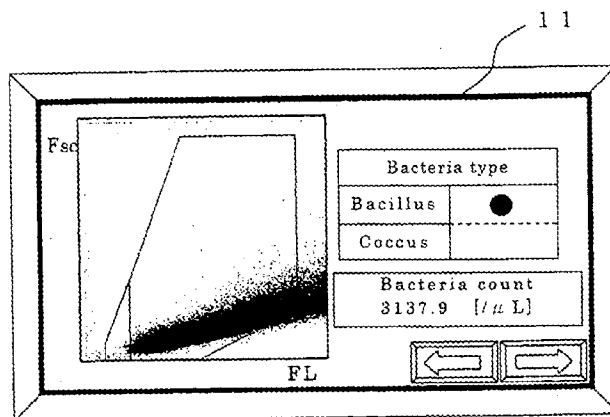 11
Fsc
Bacteria type
Bacillus ●
Coccus
Bacteria count
3137.9 [/μL]
FL